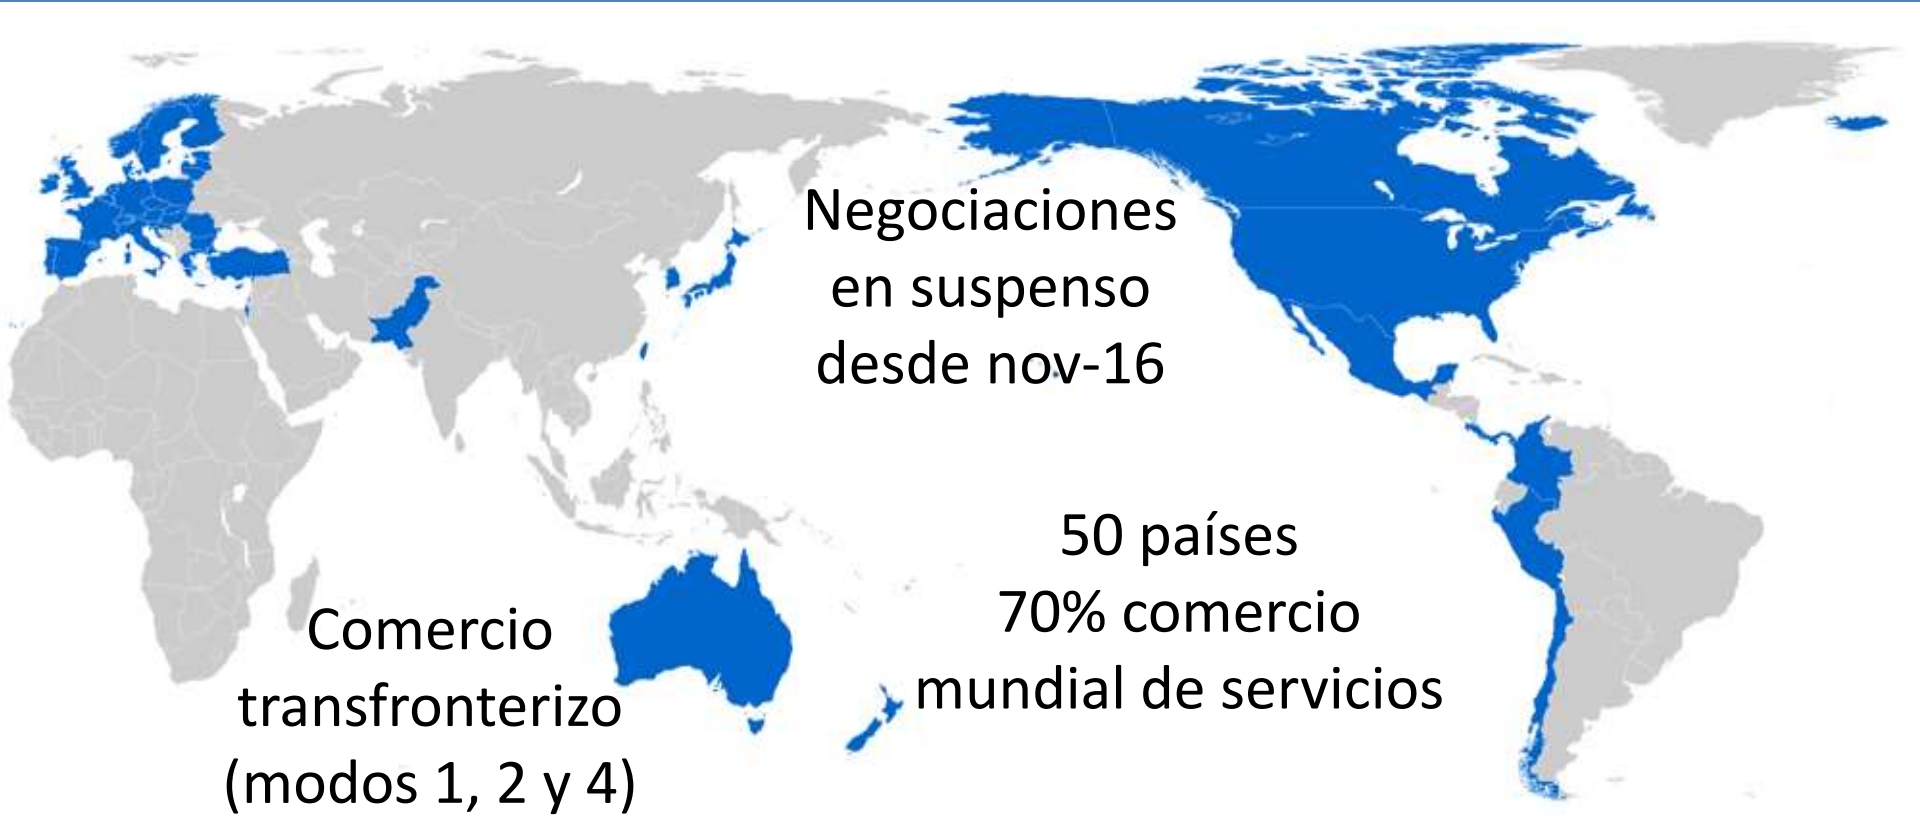 Negociaciones
en suspenso
desde nov-16
50 países
70% comercio
mundial de servicios
Comercio
transfronterizo
(modos 1, 2 y 4)